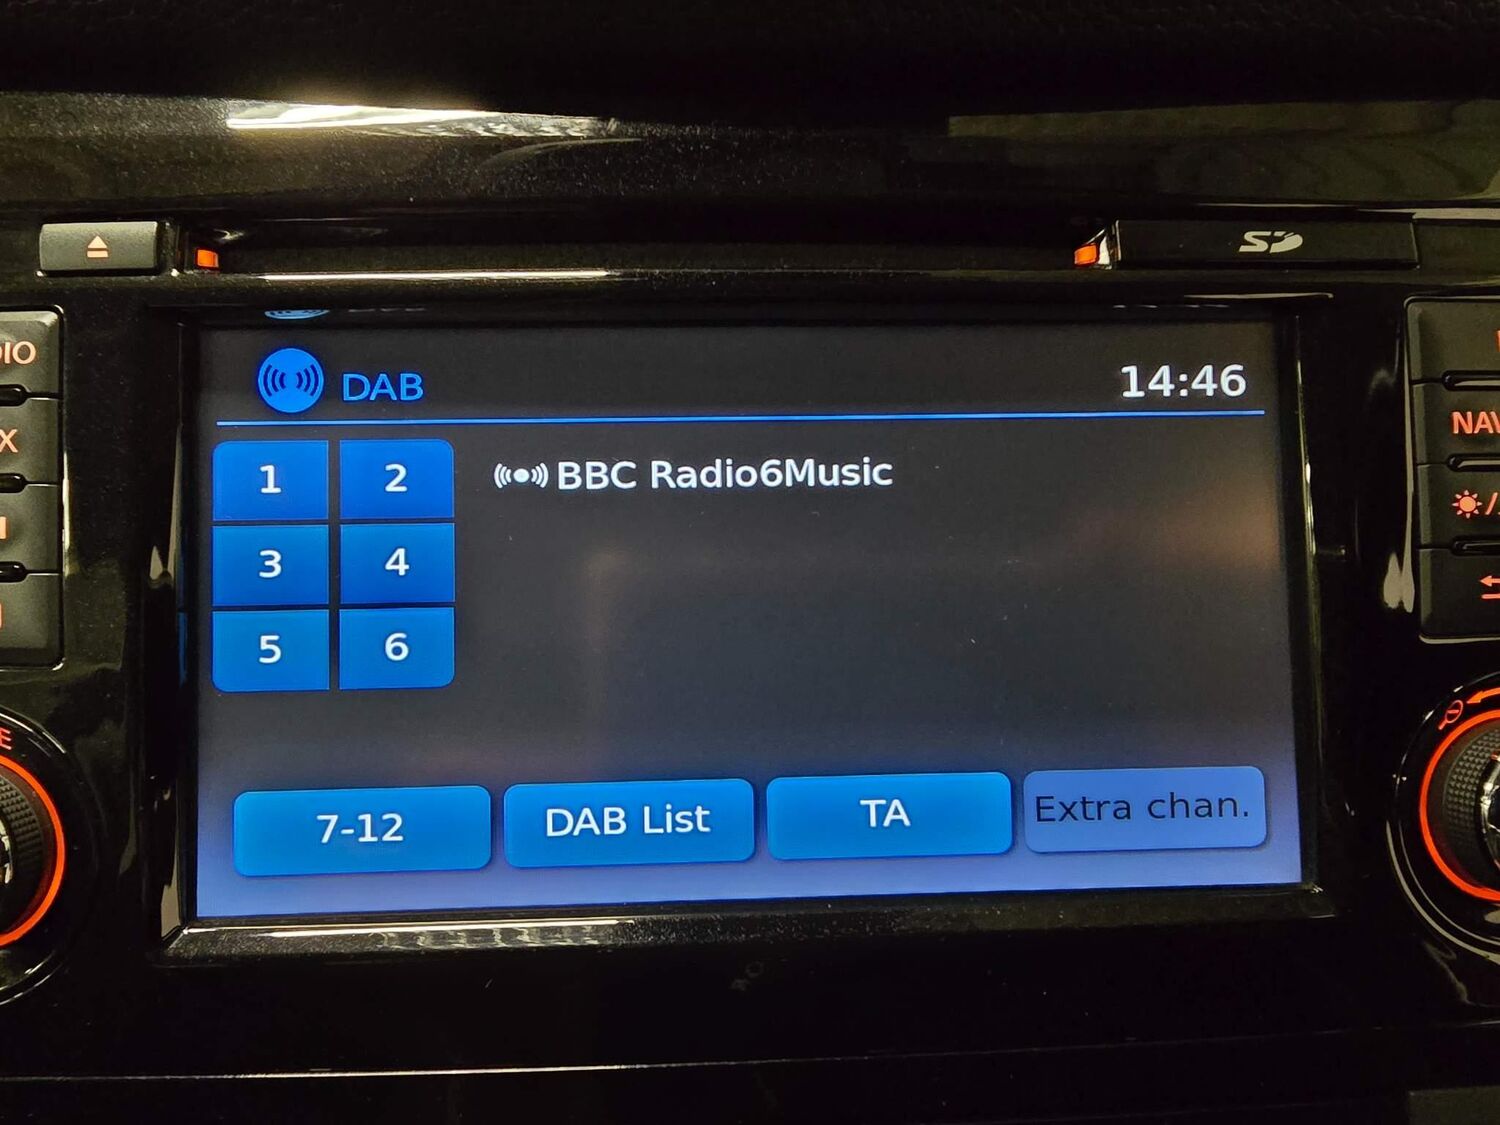 SD
DAB
14:46
1 2
BBC Radio6Music
3 4
5 6
7-12 DAB List TA Extra chan.
NAV